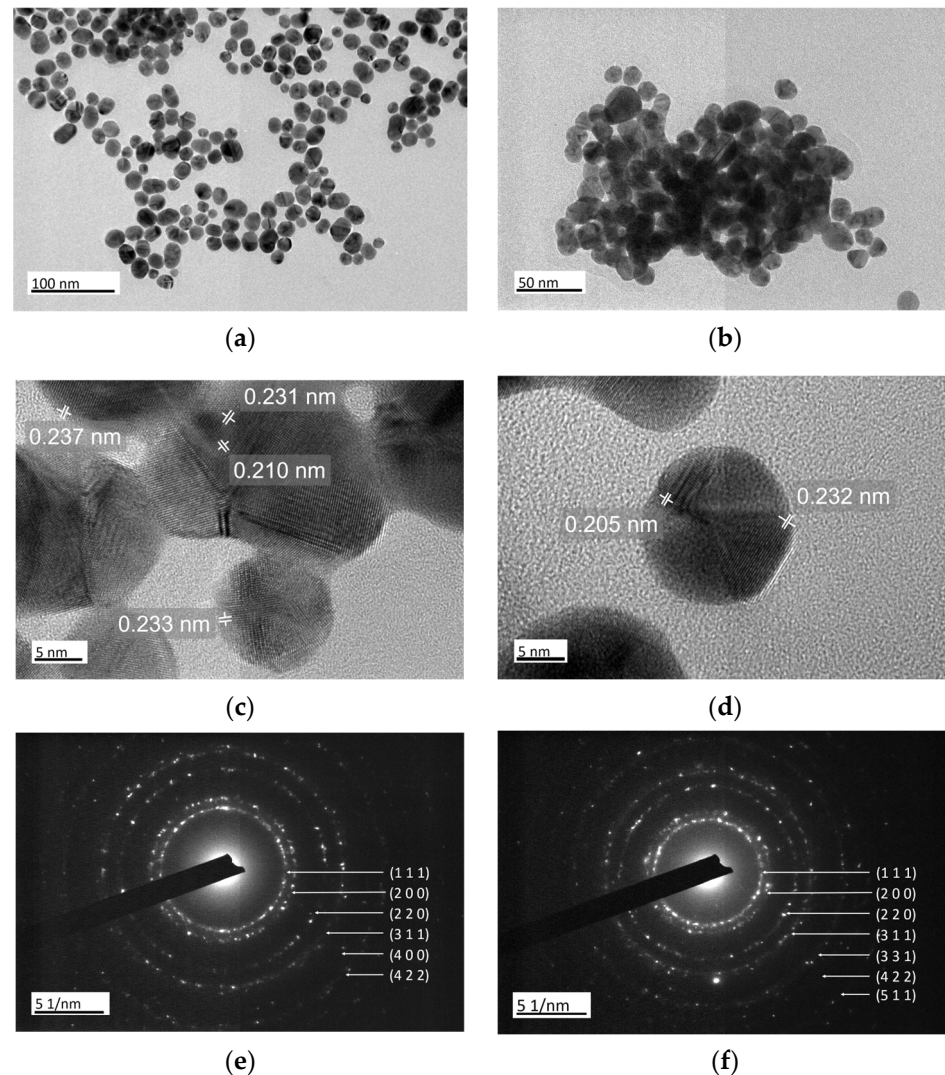 100 nm
50 nm
(a)
(b)
0.231 nm
0.237 nm
0.210 nm
0.233 nm
5 nm
0.232 nm
0.205 nm
5 nm
(c)
(d)
(1 1 1)
(2 0 0)
(2 2 0)
(3 1 1)
(4 0 0)
(4 2 2)
5 1/nm
(1 1 1)
(2 0 0)
(2 2 0)
(3 1 1)
(3 3 1)
(4 2 2)
(5 1 1)
5 1/nm
(e)
(f)